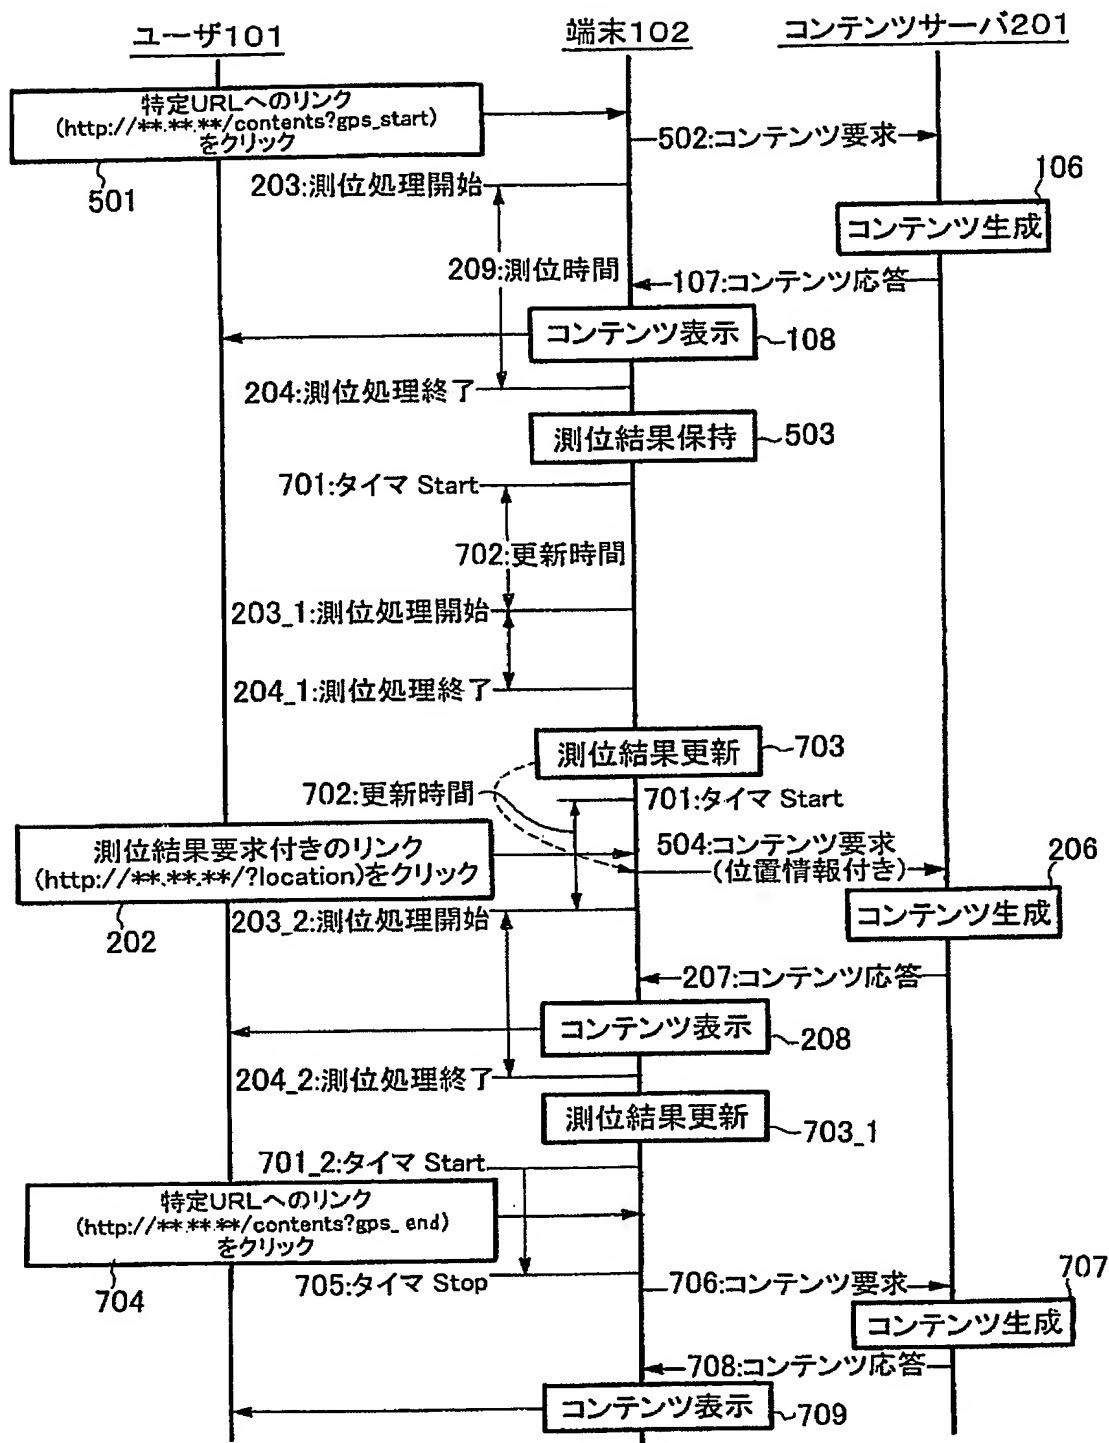 ユーザ101
端末102
コンテンツサーバ201
特定URLへのリンク
(http://**.**.**/contents?gps_start)
をクリック
501
502:コンテンツ要求
203:測位処理開始
106
コンテンツ生成
209:測位時間
107:コンテンツ応答
コンテンツ表示
108
204:測位処理終了
測位結果保持
503
701:タイマ Start
702:更新時間
203_1:測位処理開始
204_1:測位処理終了
測位結果更新
703
702:更新時間
701:タイマ Start
測位結果要求付きのリンク
(http://**.**.**/?location)をクリック
202
504:コンテンツ要求
(位置情報付き)
206
コンテンツ生成
203_2:測位処理開始
207:コンテンツ応答
コンテンツ表示
208
204_2:測位処理終了
測位結果更新
703_1
701_2:タイマ Start
特定URLへのリンク
(http://**.**.**/contents?gps_end)
をクリック
704
705:タイマ Stop
706:コンテンツ要求
707
コンテンツ生成
708:コンテンツ応答
コンテンツ表示
709